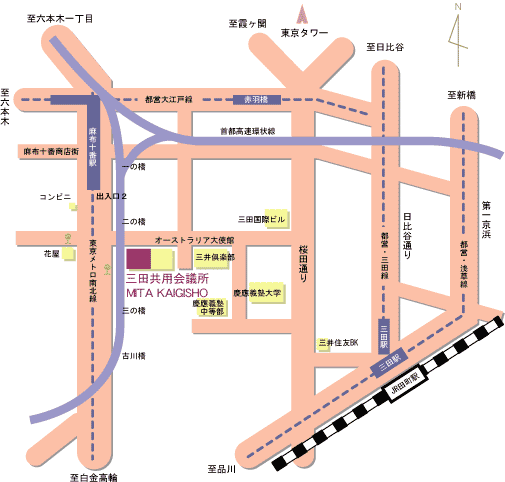 至六本木一丁目
至霞ヶ関
東京タワー
N
至日比谷
至六本木
都営大江戸線
赤羽橋
至新橋
麻布十番駅
首都高速環状線
麻布十番商店街
一の橋
コンビニ
出入口2
二の橋
三田国際ビル
第一京浜
日比谷通り
花屋
オーストラリア大使館
桜田通り
都営・三田線
都営・浅草線
東京メトロ南北線
三井倶楽部
三田共用会議所
MITA KAIGISHO
慶應義塾大学
三の橋
慶應義塾
中等部
三田駅
古川橋
三井住友BK
三田駅
JR田町駅
至白金高輪
至品川